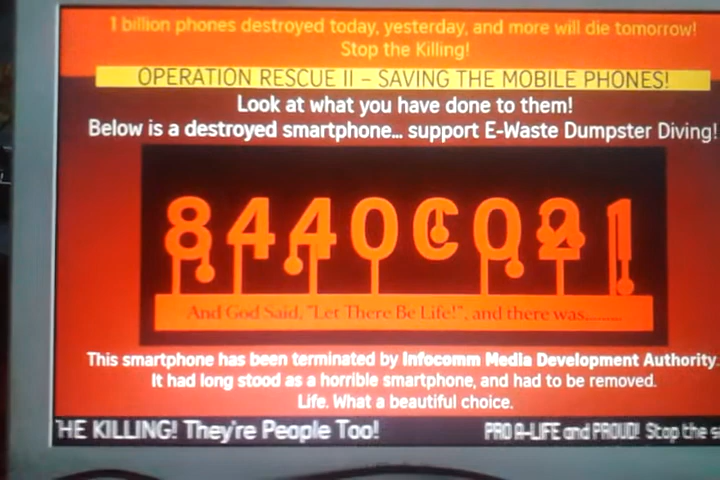 1 billion phones destroyed today, yesterday, and more will die tomorrow!
Stop the Killing!
OPERATION RESCUE II – SAVING THE MOBILE PHONES!
Look at what you have done to them!
Below is a destroyed smartphone... support E-Waste Dumpster Diving!
8440C021
And God Said, "Let There Be Life!", and there was........
This smartphone has been terminated by Infocomm Media Development Authority.
It had long stood as a horrible smartphone, and had to be removed.
Life. What a beautiful choice.
HE KILLING! They're People Too! PRO A-LIFE and PROUD! Stop the